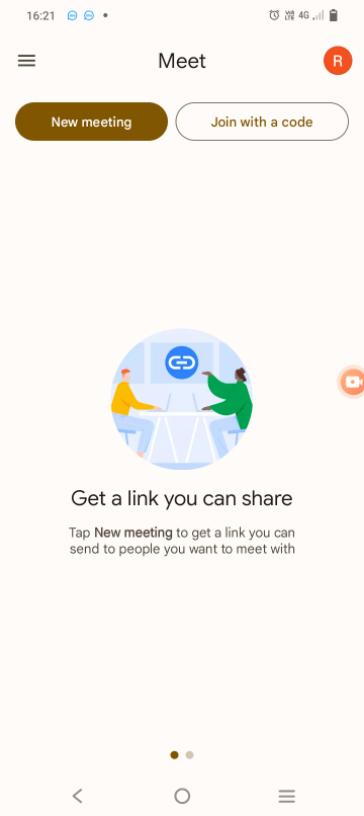 16:21
4G
Meet
R
New meeting
Join with a code
Get a link you can share
Tap New meeting to get a link you can
send to people you want to meet with